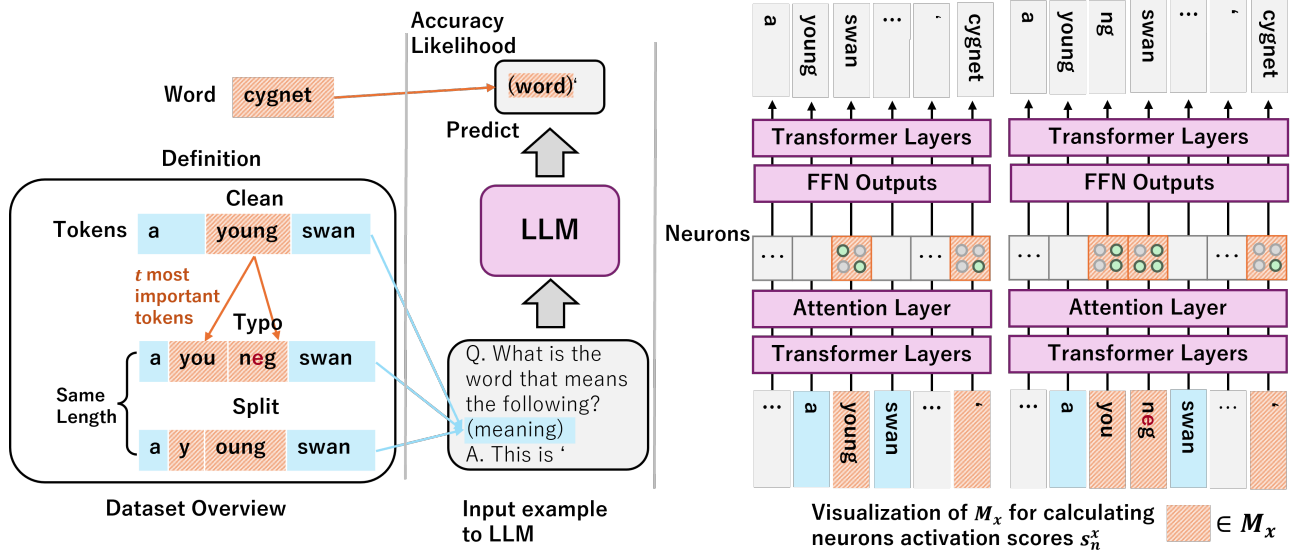 Accuracy
Likelihood
Word
cygnet
(word)‘
Predict
Definition
Clean
Tokens
a young swan
t most
important
tokens
Typo
a you neg swan
Same
Length
Split
a y oung swan
Dataset Overview
LLM
Q. What is the
word that means
the following?
(meaning)
A. This is ‘
Input example
to LLM
a
young
swan
...
‘
cygnet
Transformer Layers
FFN Outputs
Neurons
...
...
Attention Layer
Transformer Layers
...
a
young
swan
...
‘
a
young
ng
swan
...
‘
cygnet
Transformer Layers
FFN Outputs
...
...
Attention Layer
Transformer Layers
...
a
you
neg
swan
...
‘
Visualization of Mₓ for calculating
neurons activation scores sₙˣ
∈ Mₓ